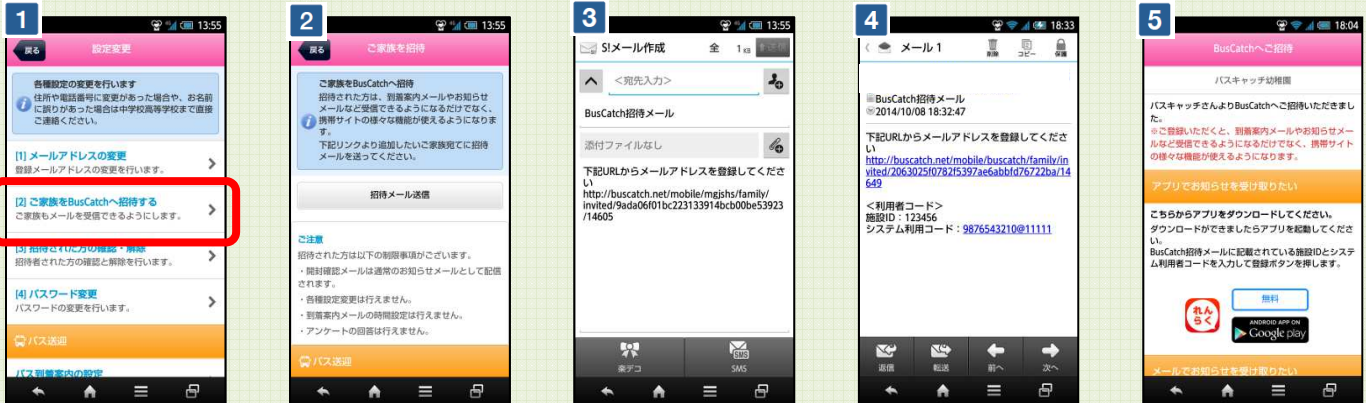 1
13:55
戻る
設定変更
各種設定の変更を行います
住所や電話番号に変更があった場合や、お名前
に誤りがあった場合は中学校高等学校まで直接
ご連絡ください。
[1] メールアドレスの変更
登録メールアドレスの変更を行います。
[2] ご家族をBusCatchへ招待する
ご家族もメールを受信できるようにします。
[3] 招待された方の確認・解除
招待者された方の確認と解除を行います。
[4] パスワード変更
パスワードの変更を行います。
バス送迎
バス到着案内の設定
2
13:55
戻る
ご家族を招待
ご家族をBusCatchへ招待
招待された方は、到着案内メールやお知らせ
メールなど受信できるようになるだけでなく、
携帯サイトの様々な機能が使えるようになりま
す。
下記リンクより追加したいご家族宛てに招待
メールを送ってください。
招待メール送信
ご注意
招待された方は以下の制限事項がございます。
・開封確認メールは通常のお知らせメールとして配信
されます。
・各種設定変更は行えません。
・到着案内メールの時間設定は行えません。
・アンケートの回答は行えません。
バス送迎
3
13:55
S!メール作成
全 1 KB
送信
<宛先入力>
BusCatch招待メール
添付ファイルなし
下記URLからメールアドレスを登録してくださ
い
http://buscatch.net/mobile/mgjshs/family/
invited/9ada06f01bc223133914bcb00be53923
/14605
楽デコ
SMS
SMS
4
18:33
メール 1
削除
コピー
保護
BusCatch招待メール
2014/10/08 18:32:47
下記URLからメールアドレスを登録してくださ
い
http://buscatch.net/mobile/buscatch/family/in
vited/2063025f0782f5397ae6abbfd76722ba/14
649
<利用者コード>
施設ID：123456
システム利用コード：9876543210@11111
返信
転送
前へ
次へ
5
18:04
BusCatchへご招待
バスキャッチ幼稚園
バスキャッチさんよりBusCatchへご招待いただきまし
た。
※ご登録いただくと、到着案内メールやお知らせメー
ルなど受信できるようになるだけでなく、携帯サイト
の様々な機能が使えるようになります。
アプリでお知らせを受け取りたい
こちらからアプリをダウンロードしてください。
ダウンロードができましたらアプリを起動してくださ
い。
BusCatch招待メールに記載されている施設IDとシステ
ム利用者コードを入力して登録ボタンを押します。
れん
らく
無料
ANDROID APP ON
Google play
メールでお知らせを受け取りたい